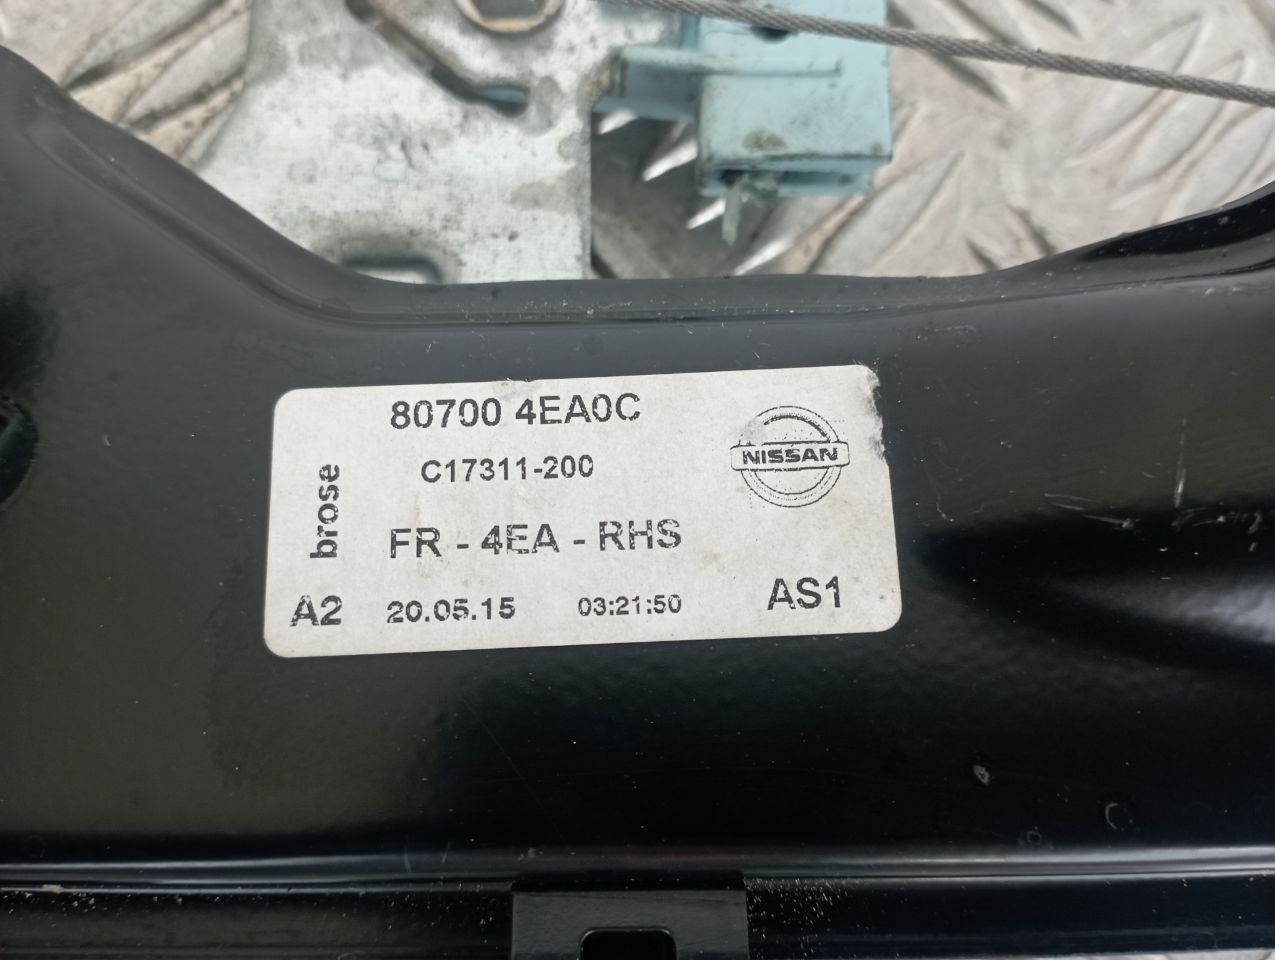 80700 4EA0C
C17311-200
NISSAN
brose
FR - 4EA - RHS
A2 20.05.15 03:21:50 AS1